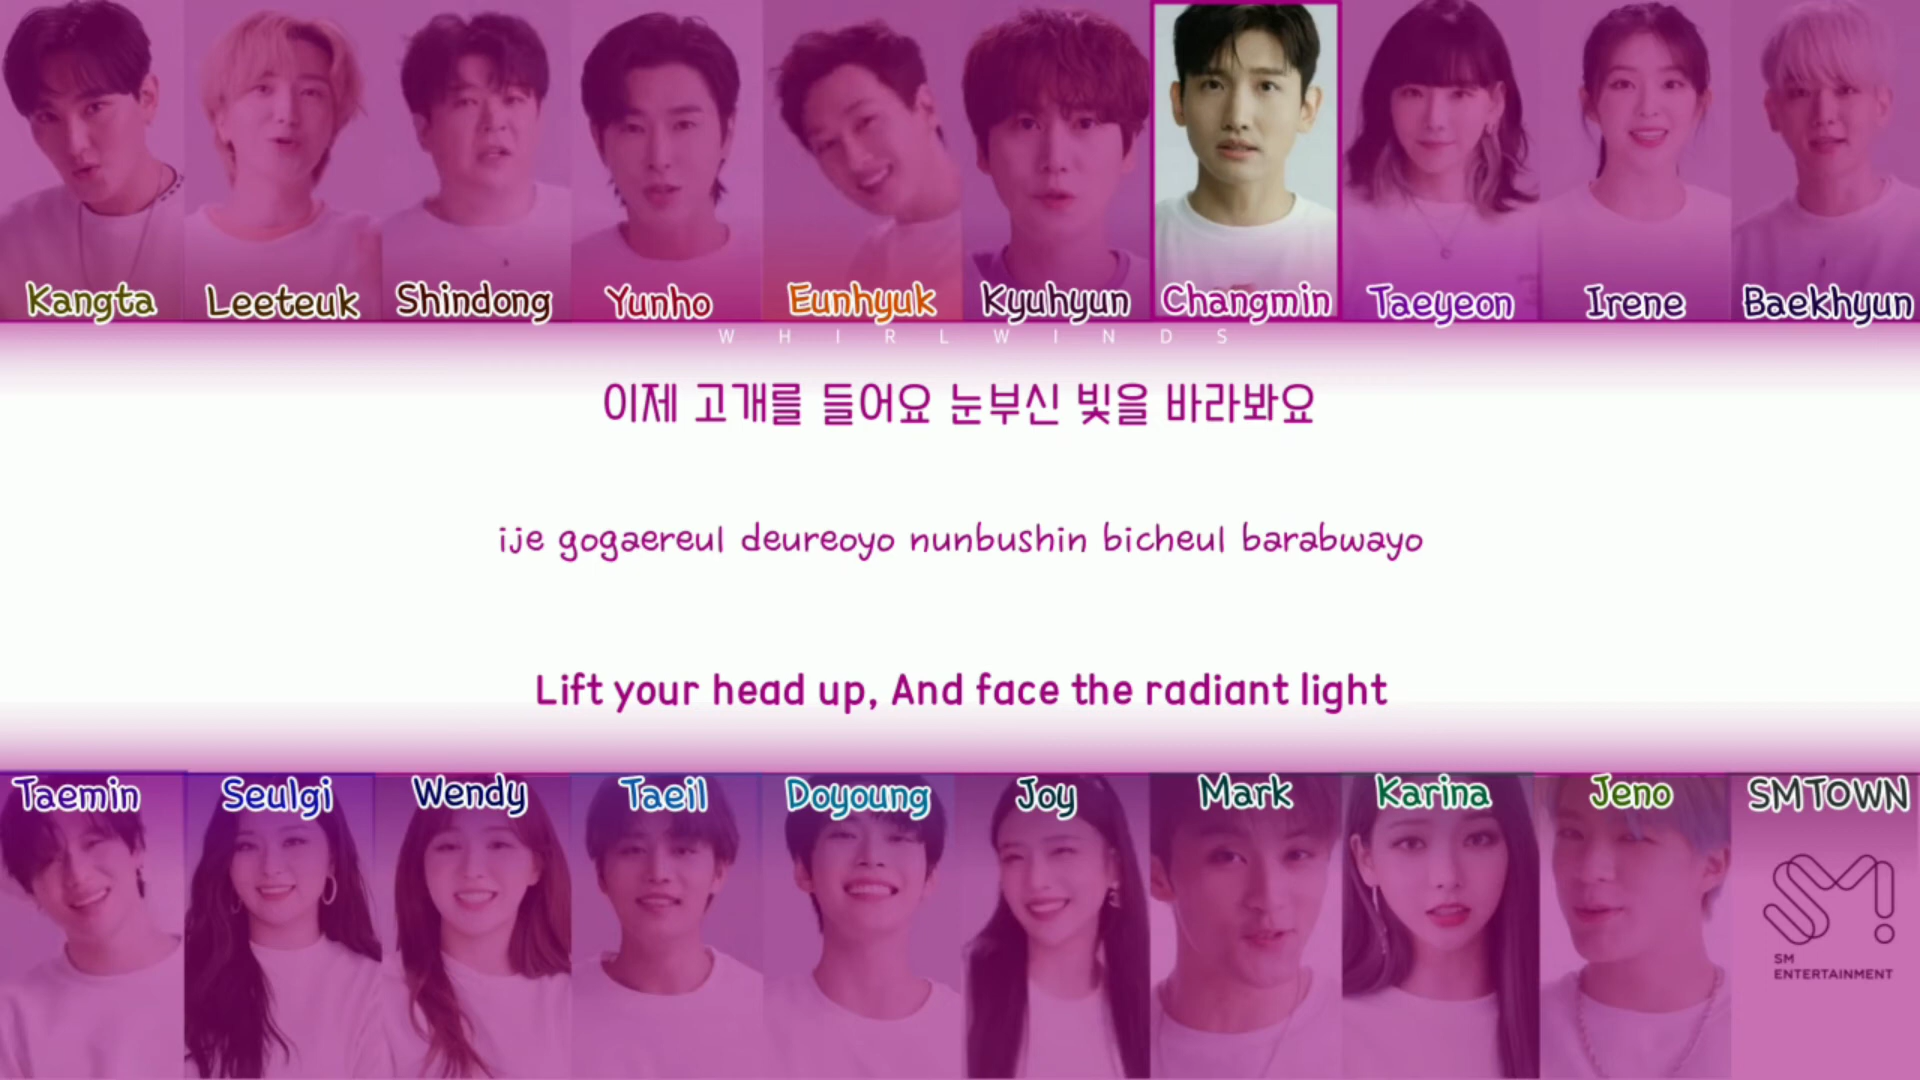 Kangta Leeteuk Shindong Yunho Eunhyuk Kyuhyun Changmin Taeyeon Irene Baekhyun
W H I R L W I N D S
이제 고개를 들어요 눈부신 빛을 바라봐요
ije gogaereul deureoyo nunbushin bicheul barabwayo
Lift your head up, And face the radiant light
Taemin Seulgi Wendy Taeil Doyoung Joy Mark Karina Jeno SMTOWN
SM
ENTERTAINMENT